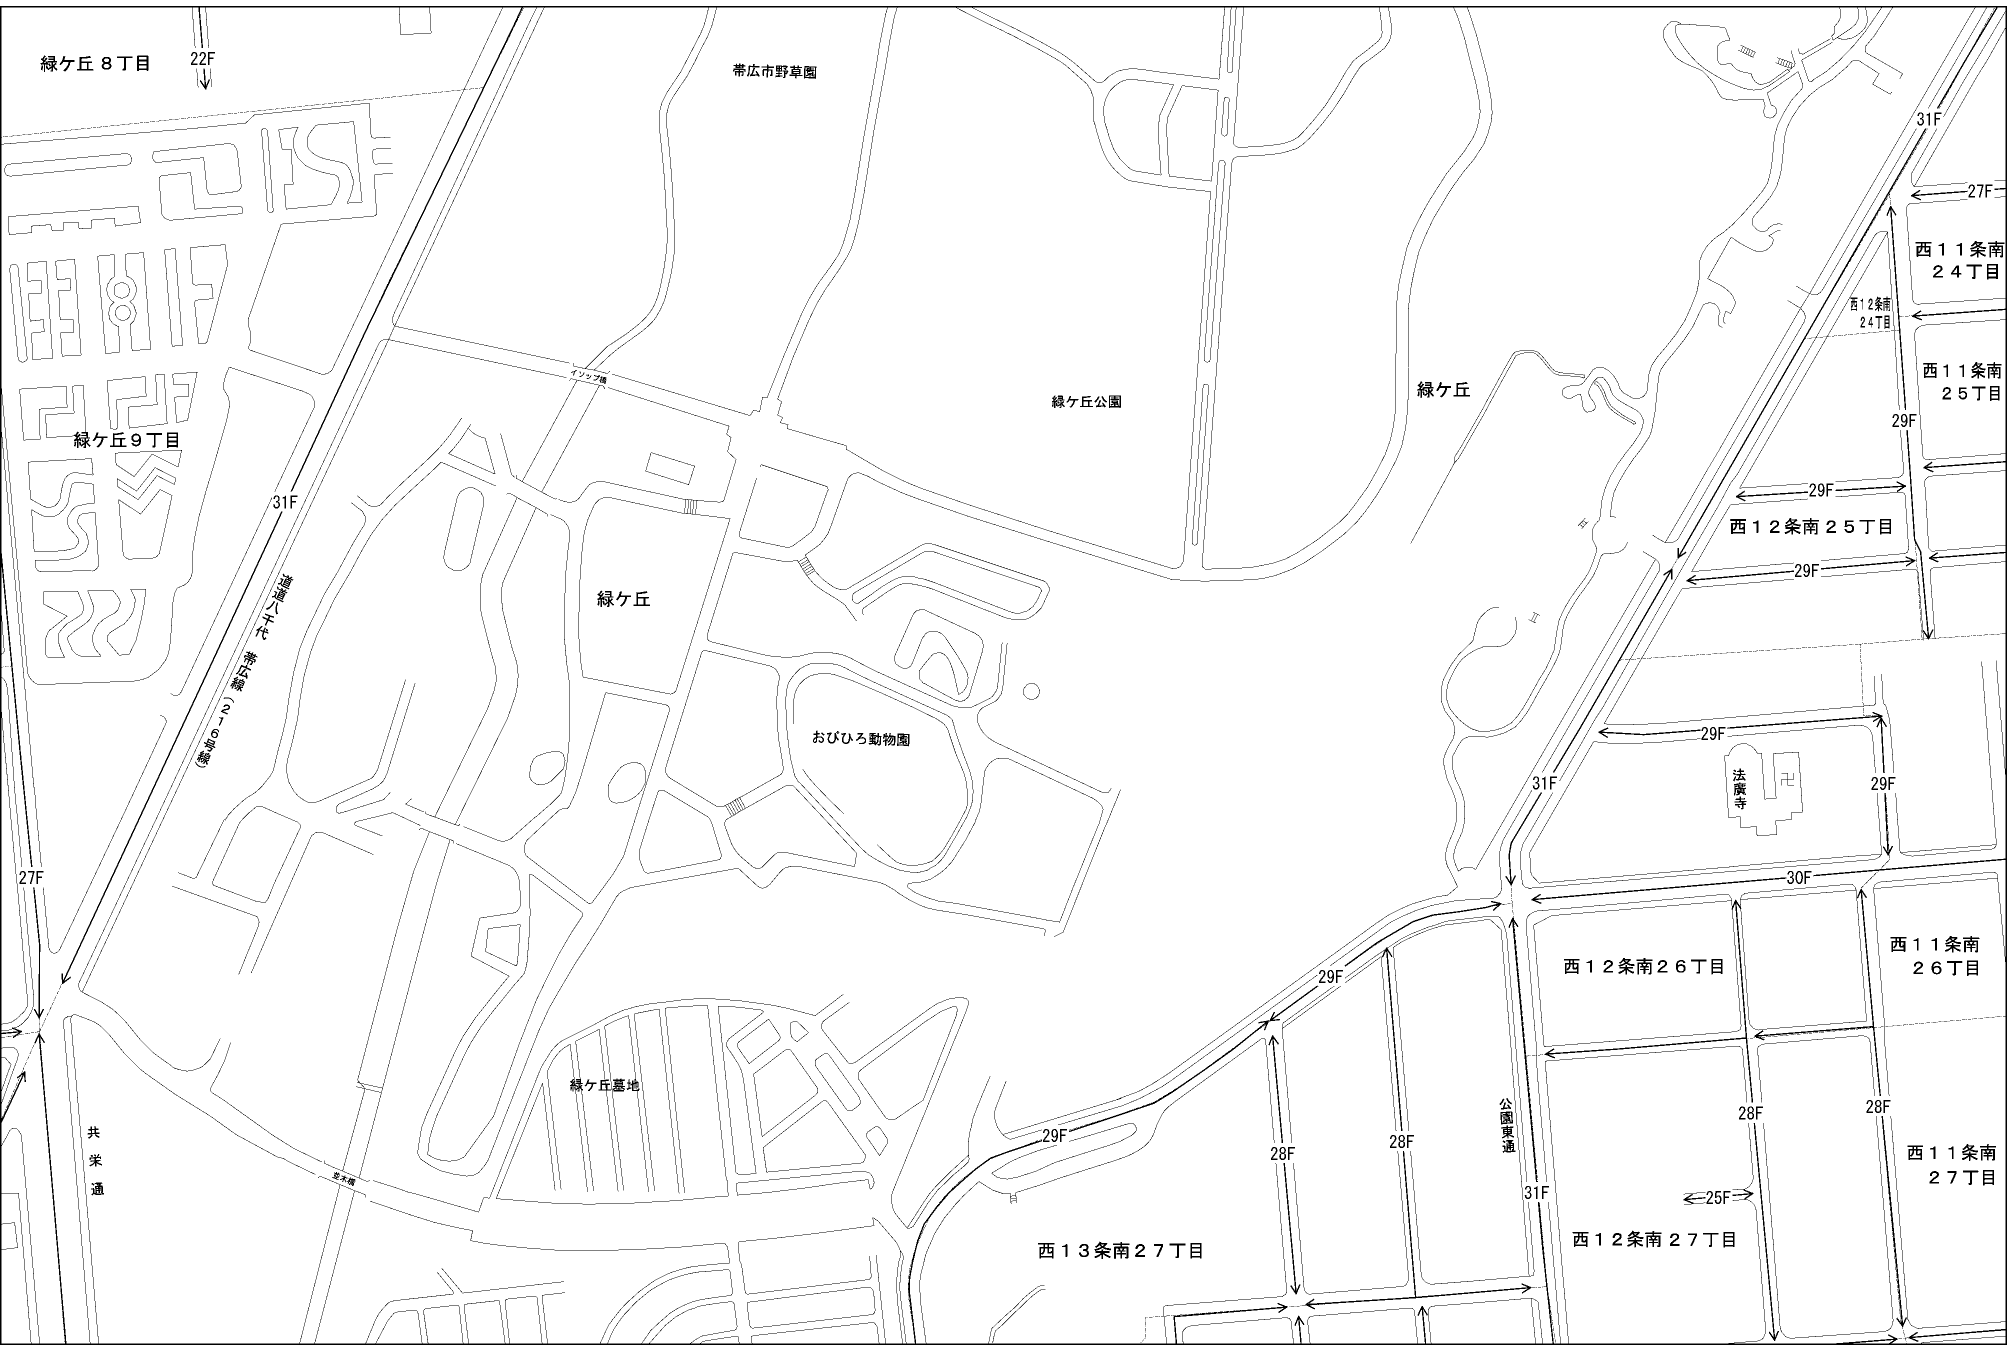 緑ケ丘８丁目
22F
帯広市野草園
31F
27F
西１１条南
２４丁目
西１２条南
２４丁目
イソップ橋
緑ケ丘公園
緑ケ丘
西１１条南
２５丁目
29F
緑ケ丘９丁目
31F
29F
西１２条南２５丁目
29F
緑ケ丘
道道八千代　帯広線（２１６号線）
おびひろ動物園
29F
31F
法廣寺
29F
27F
30F
西１２条南２６丁目
西１１条南
２６丁目
29F
緑ケ丘墓地
共栄通
29F
28F
28F
公園東通
28F
28F
西１１条南
２７丁目
並木橋
31F
25F
西１３条南２７丁目
西１２条南２７丁目